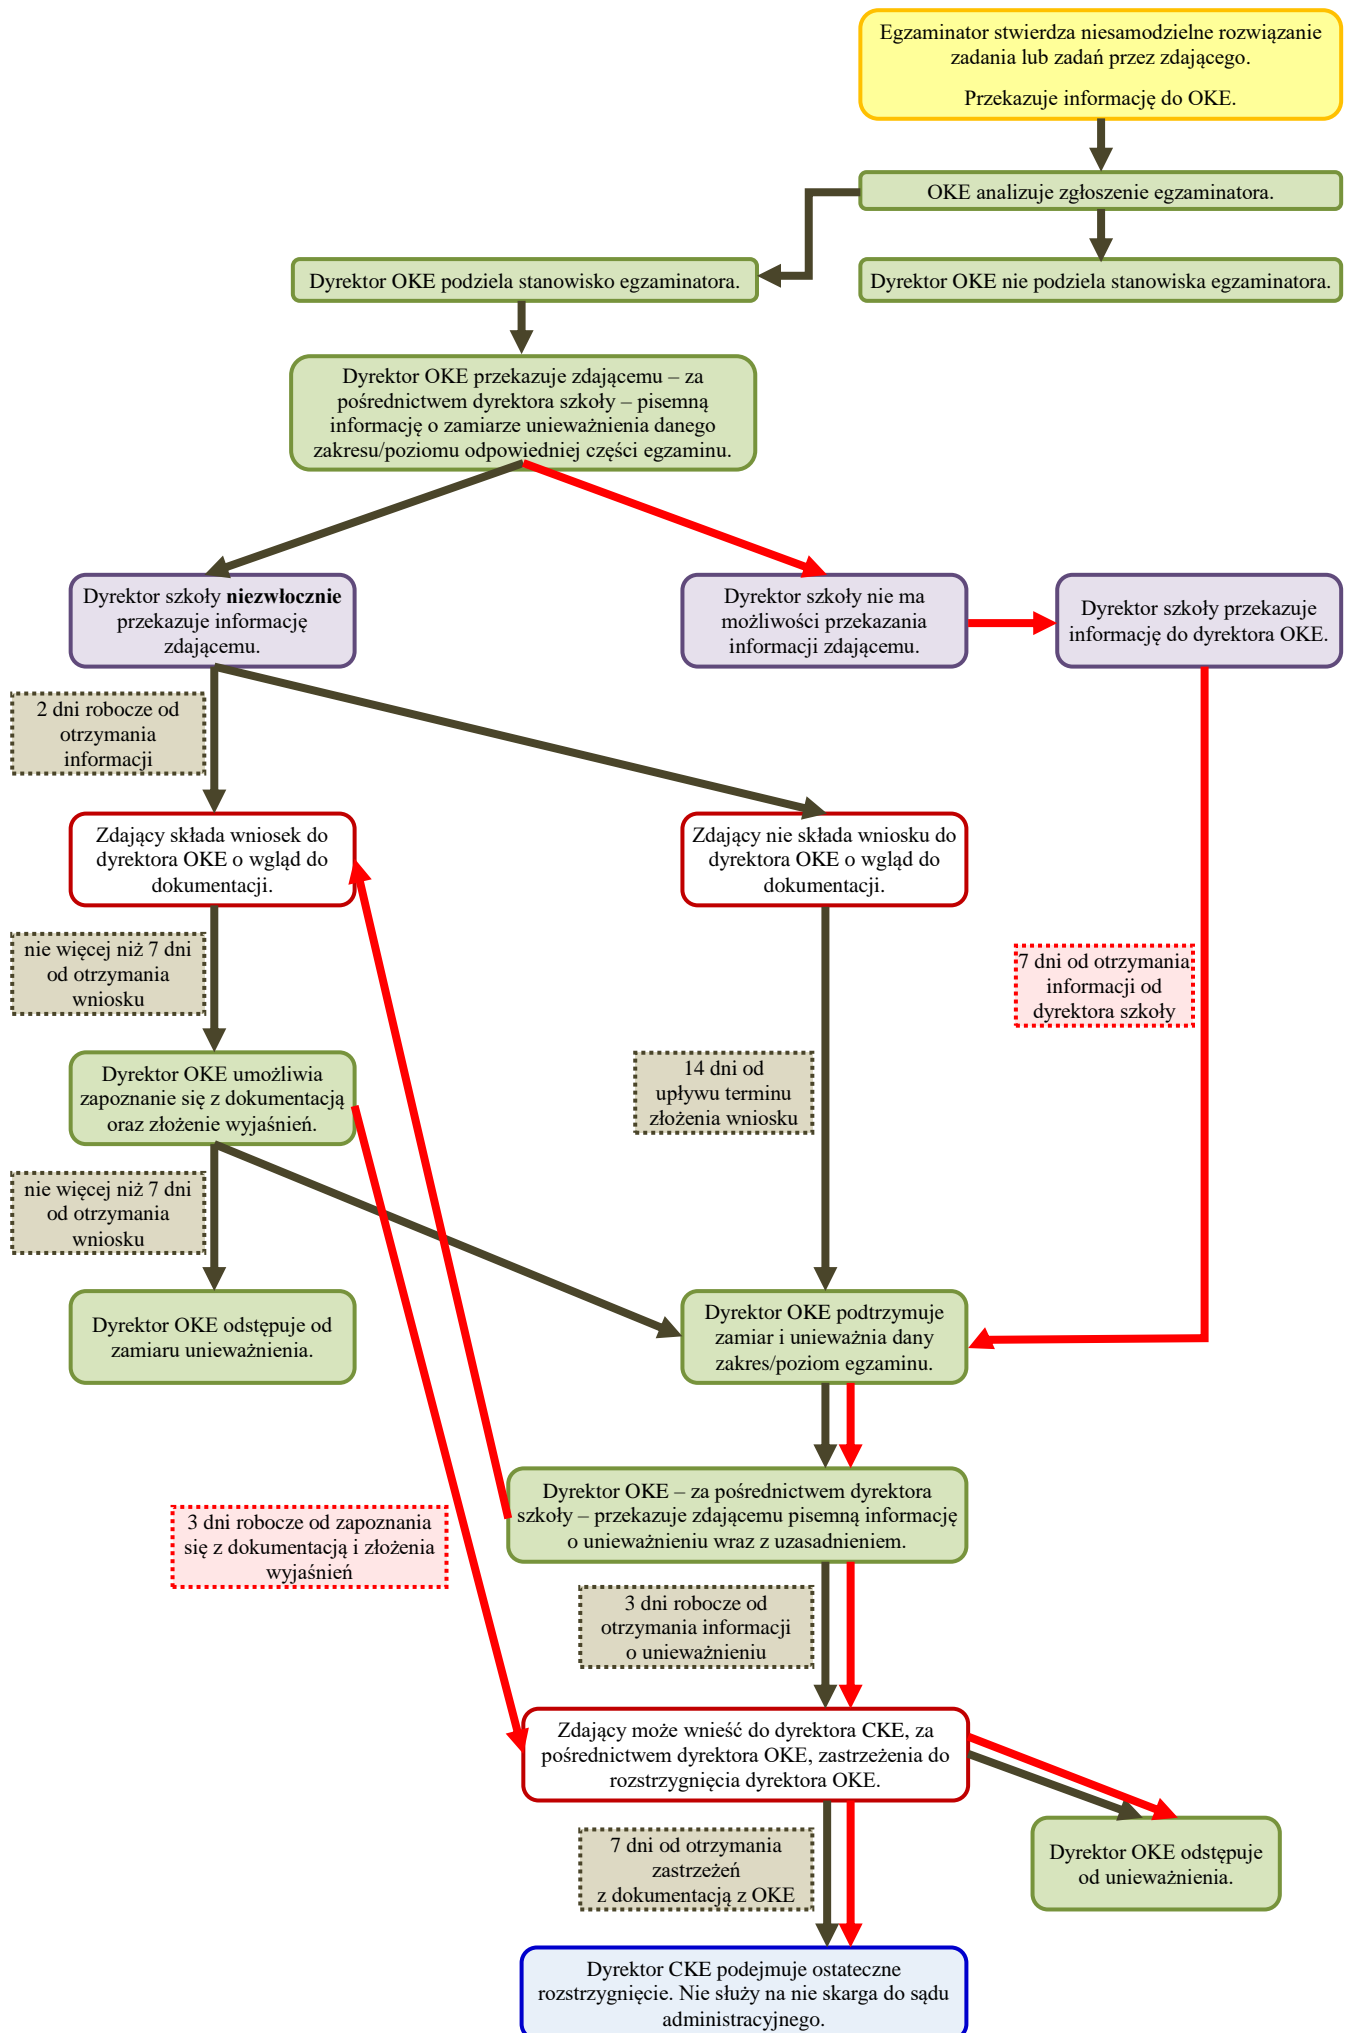 Egzaminator stwierdza niesamodzielne rozwiązanie
zadania lub zadań przez zdającego.
Przekazuje informację do OKE.
OKE analizuje zgłoszenie egzaminatora.
Dyrektor OKE podziela stanowisko egzaminatora.
Dyrektor OKE nie podziela stanowiska egzaminatora.
Dyrektor OKE przekazuje zdającemu – za
pośrednictwem dyrektora szkoły – pisemną
informację o zamiarze unieważnienia danego
zakresu/poziomu odpowiedniej części egzaminu.
Dyrektor szkoły niezwłocznie
przekazuje informację
zdającemu.
Dyrektor szkoły nie ma
możliwości przekazania
informacji zdającemu.
Dyrektor szkoły przekazuje
informację do dyrektora OKE.
2 dni robocze od
otrzymania
informacji
Zdający składa wniosek do
dyrektora OKE o wgląd do
dokumentacji.
Zdający nie składa wniosku do
dyrektora OKE o wgląd do
dokumentacji.
nie więcej niż 7 dni
od otrzymania
wniosku
7 dni od otrzymania
informacji od
dyrektora szkoły
Dyrektor OKE umożliwia
zapoznanie się z dokumentacją
oraz złożenie wyjaśnień.
14 dni od
upływu terminu
złożenia wniosku
nie więcej niż 7 dni
od otrzymania
wniosku
Dyrektor OKE odstępuje od
zamiaru unieważnienia.
Dyrektor OKE podtrzymuje
zamiar i unieważnia dany
zakres/poziom egzaminu.
Dyrektor OKE – za pośrednictwem dyrektora
szkoły – przekazuje zdającemu pisemną informację
o unieważnieniu wraz z uzasadnieniem.
3 dni robocze od zapoznania
się z dokumentacją i złożenia
wyjaśnień
3 dni robocze od
otrzymania informacji
o unieważnieniu
Zdający może wnieść do dyrektora CKE, za
pośrednictwem dyrektora OKE, zastrzeżenia do
rozstrzygnięcia dyrektora OKE.
7 dni od otrzymania
zastrzeżeń
z dokumentacją z OKE
Dyrektor OKE odstępuje
od unieważnienia.
Dyrektor CKE podejmuje ostateczne
rozstrzygnięcie. Nie służy na nie skarga do sądu
administracyjnego.